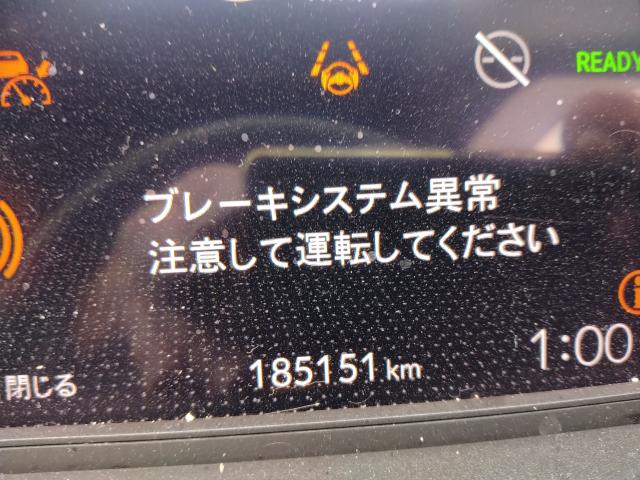 READY
ブレーキシステム異常
注意して運転してください
185151 km
1:00
閉じる